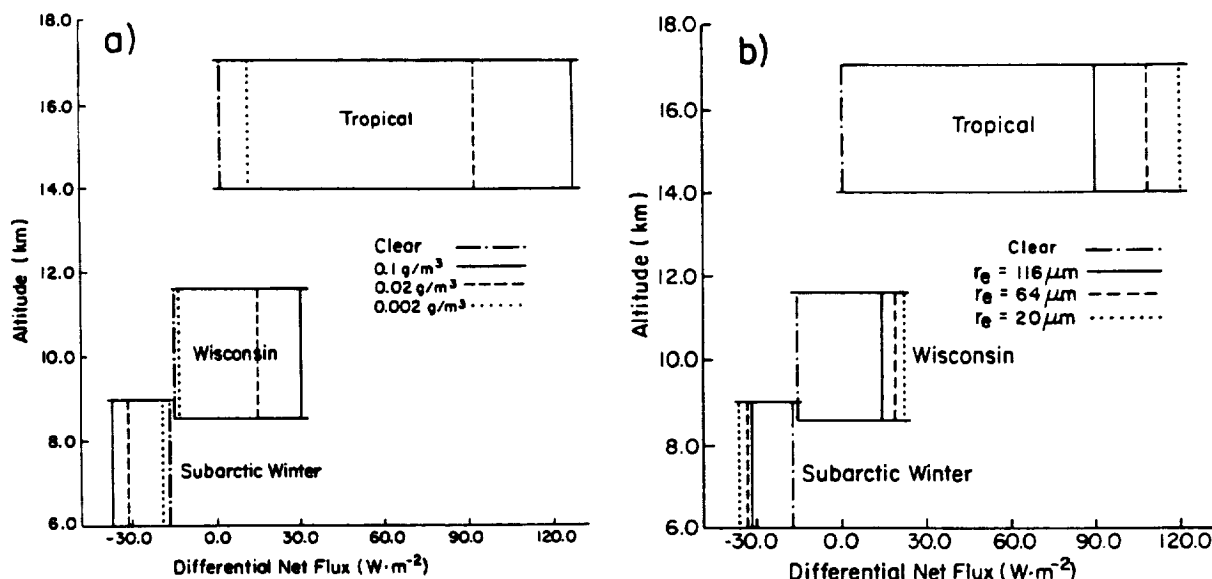 a)
18.0
16.0
14.0
12.0
10.0
8.0
6.0
Altitude (km)
Tropical
Clear
0.1 g/m³
0.02 g/m³
0.002 g/m³
Wisconsin
Subarctic Winter
-30.0 0.0 30.0 60.0 90.0 120.0
Differential Net Flux (W·m⁻²)
b)
18.0
16.0
14.0
12.0
10.0
8.0
6.0
Altitude (km)
Tropical
Clear
rₑ = 116 μm
rₑ = 64 μm
rₑ = 20 μm
Wisconsin
Subarctic Winter
-30.0 0.0 30.0 60.0 90.0 120.0
Differential Net Flux (W·m⁻²)